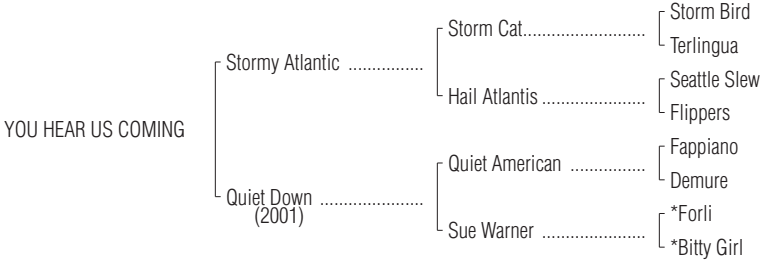 Storm Bird
Storm Cat..........................
Terlingua
Stormy Atlantic ................
Seattle Slew
Hail Atlantis ......................
Flippers
YOU HEAR US COMING
Fappiano
Quiet American ................
Demure
Quiet Down ......................
(2001)
*Forli
Sue Warner ......................
*Bitty Girl